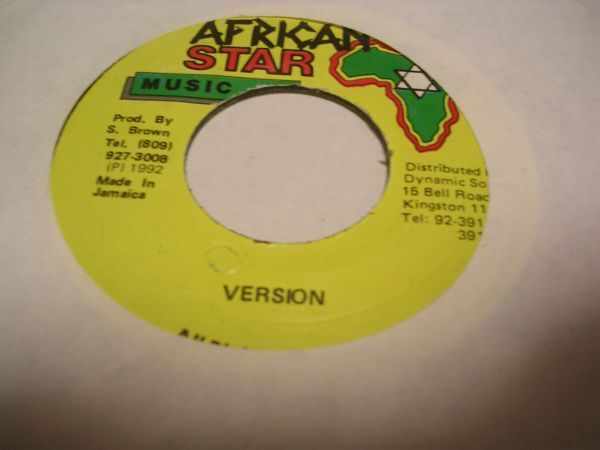 AFRICAN
STAR
MUSIC
Prod. By
S. Brown
Tel. (809)
927-3008
(P) 1992
Made In
Jamaica
Distributed
Dynamic So
15 Bell Road
Kingston 11
Tel: 92-391
391
VERSION